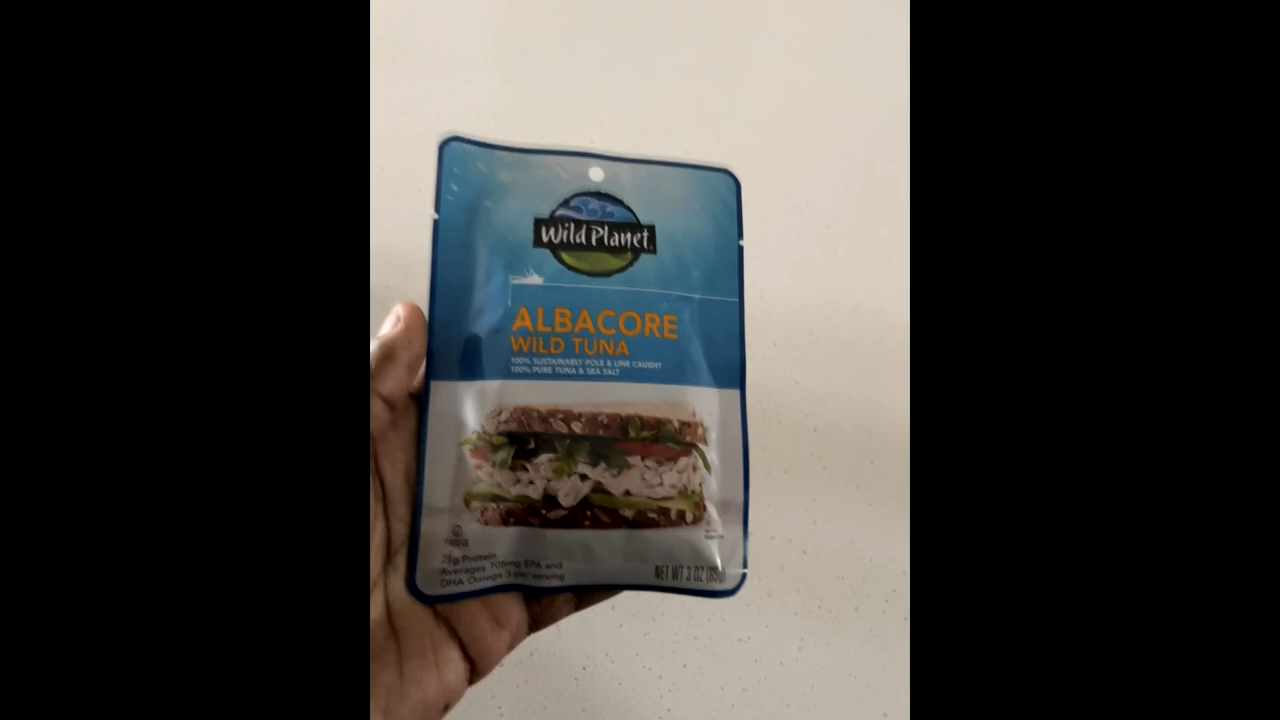 Wild Planet
ALBACORE
WILD TUNA
100% SUSTAINABLY POLE & LINE CAUGHT
100% PURE TUNA & SEA SALT
21g Protein
Averages 705mg EPA and
DHA Omega 3 per serving
NET WT 3 OZ (85g)